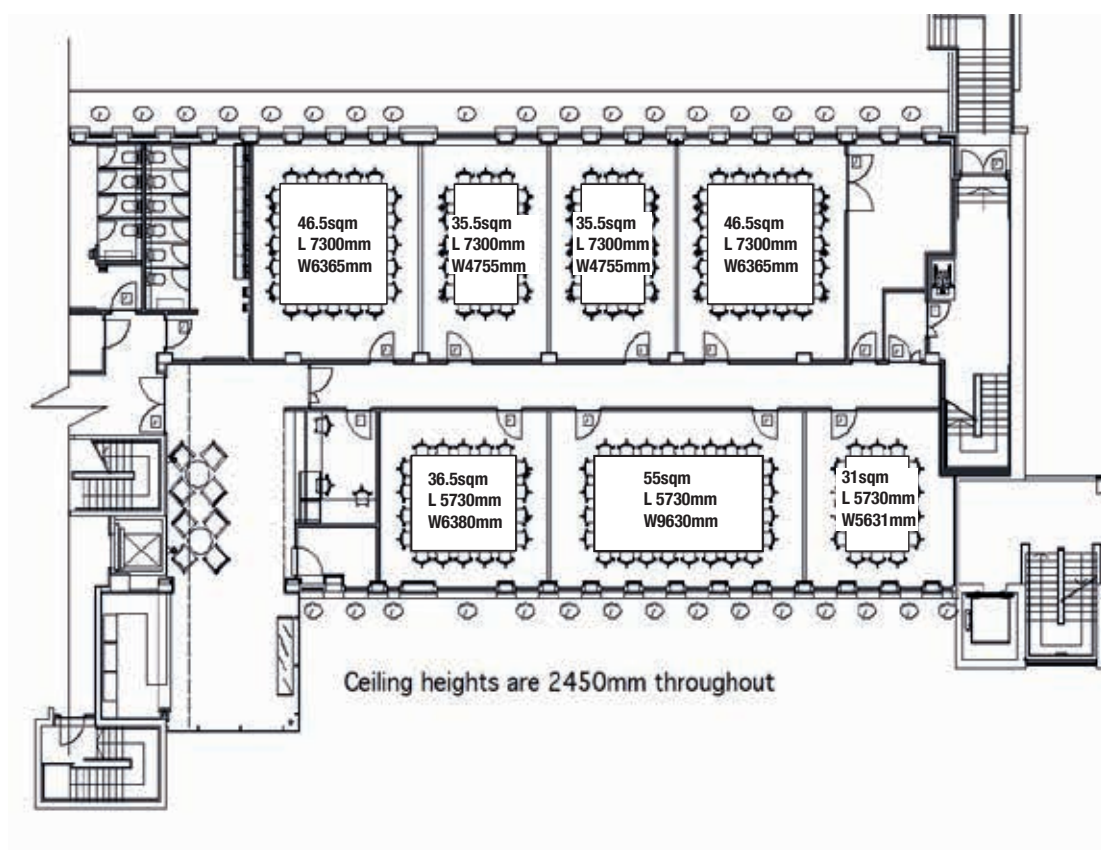 46.5sqm
L 7300mm
W6365mm
35.5sqm
L 7300mm
W4755mm
35.5sqm
L 7300mm
W4755mm
46.5sqm
L 7300mm
W6365mm
36.5sqm
L 5730mm
W6380mm
55sqm
L 5730mm
W9630mm
31sqm
L 5730mm
W5631mm
Ceiling heights are 2450mm throughout